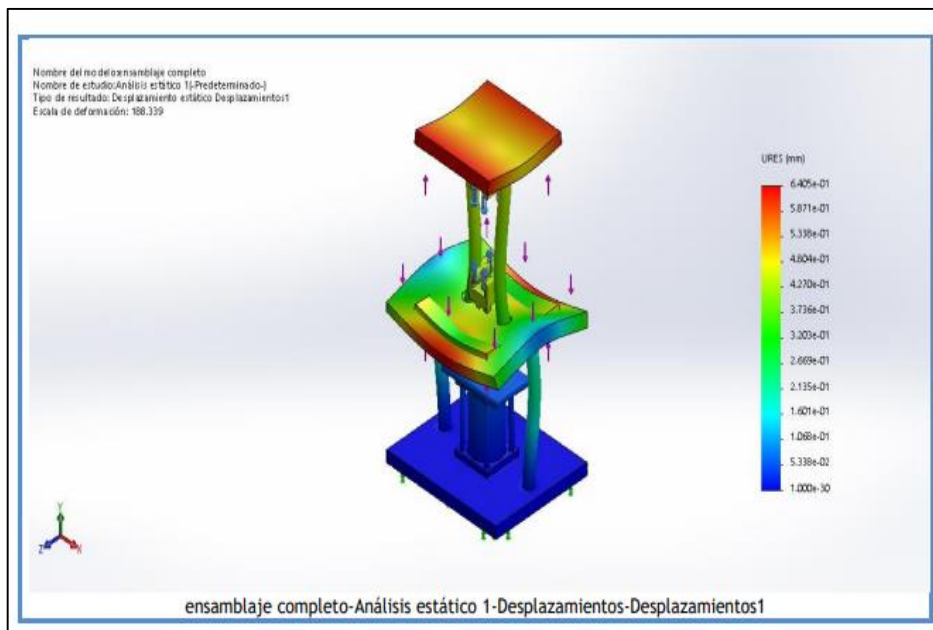 Nombre del modelo:ensamblaje completo
Nombre de estudio:Análisis estático 1(-Predeterminado-)
Tipo de resultado: Desplazamiento estático Desplazamientos1
Escala de deformación: 188.339
URES (mm)
6.405e-01
5.871e-01
5.338e-01
4.804e-01
4.270e-01
3.736e-01
3.203e-01
2.669e-01
2.135e-01
1.601e-01
1.068e-01
5.338e-02
1.000e-30
Y
Z
X
ensamblaje completo-Análisis estático 1-Desplazamientos-Desplazamientos1